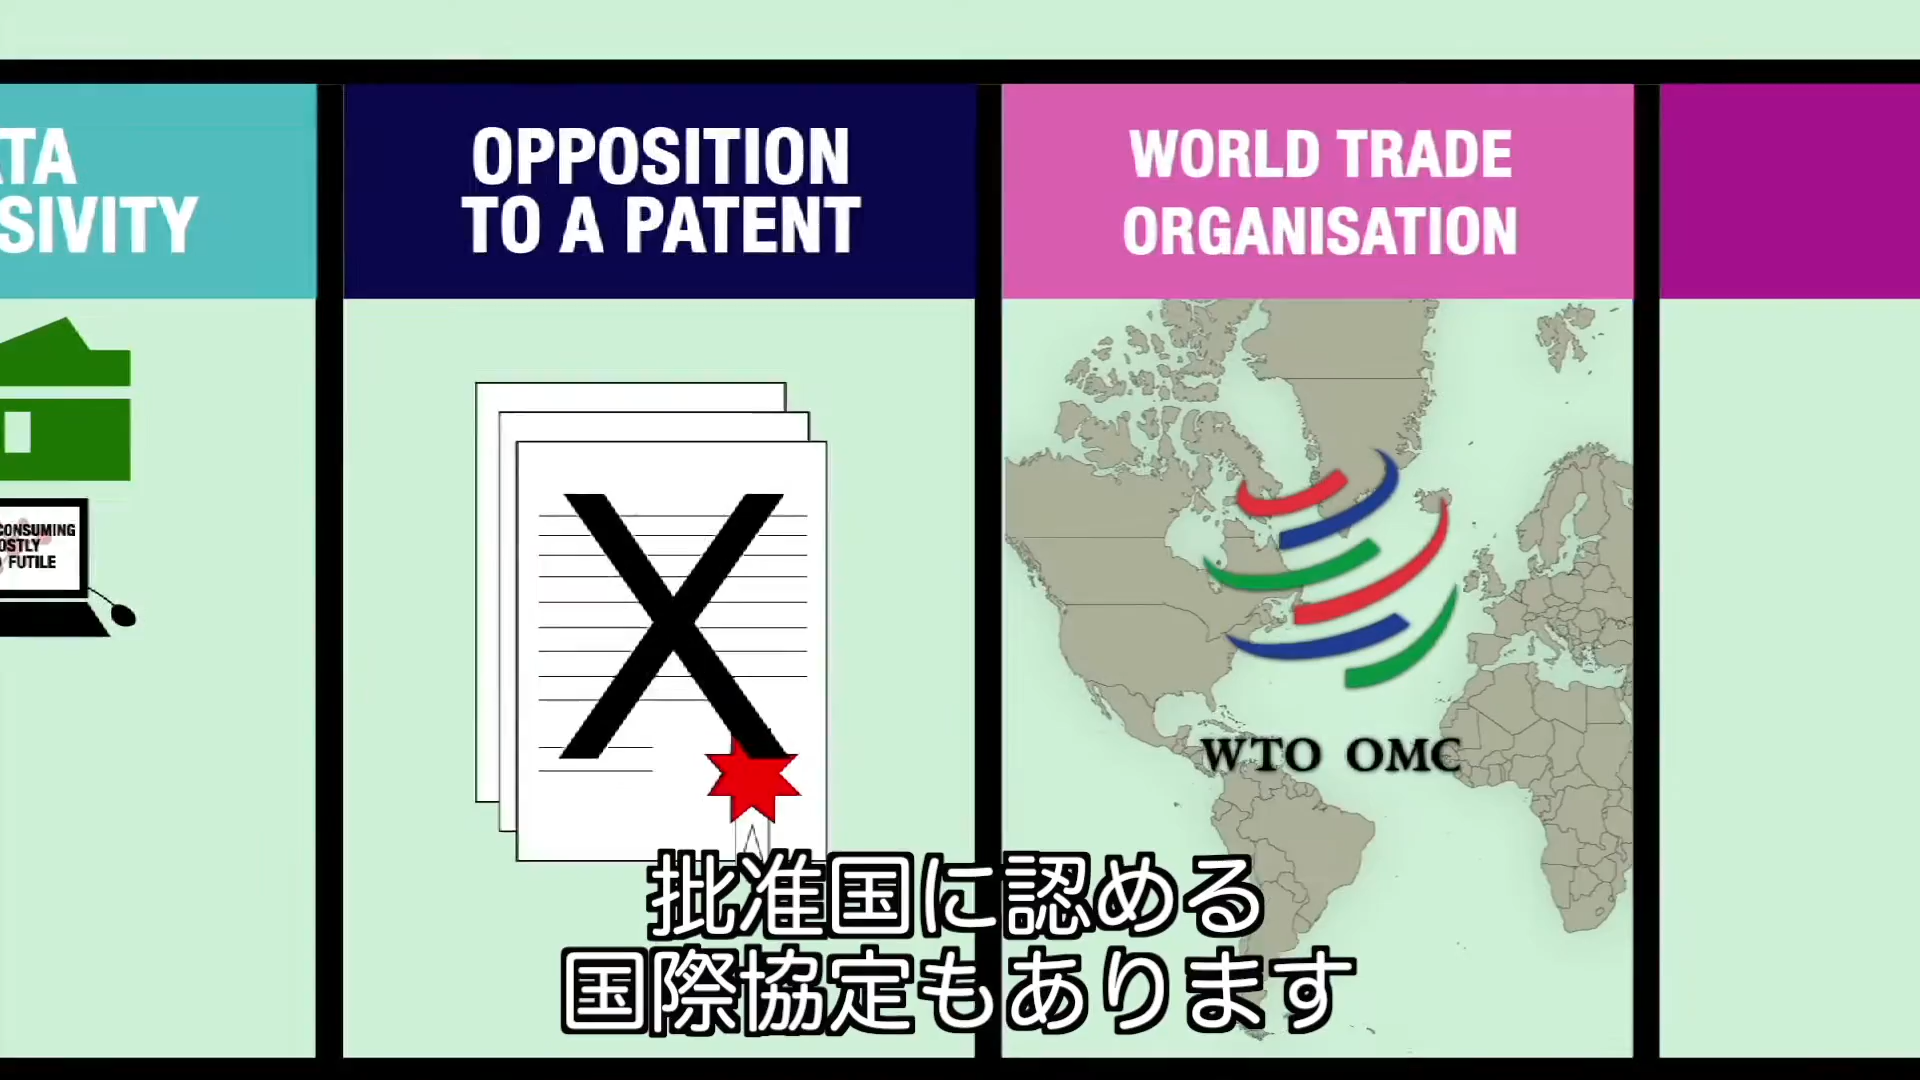 TA
SIVITY
OPPOSITION
TO A PATENT
WORLD TRADE
ORGANISATION
CONSUMING
OSTLY
FUTILE
X
WTO OMC
批准国に認める
国際協定もあります